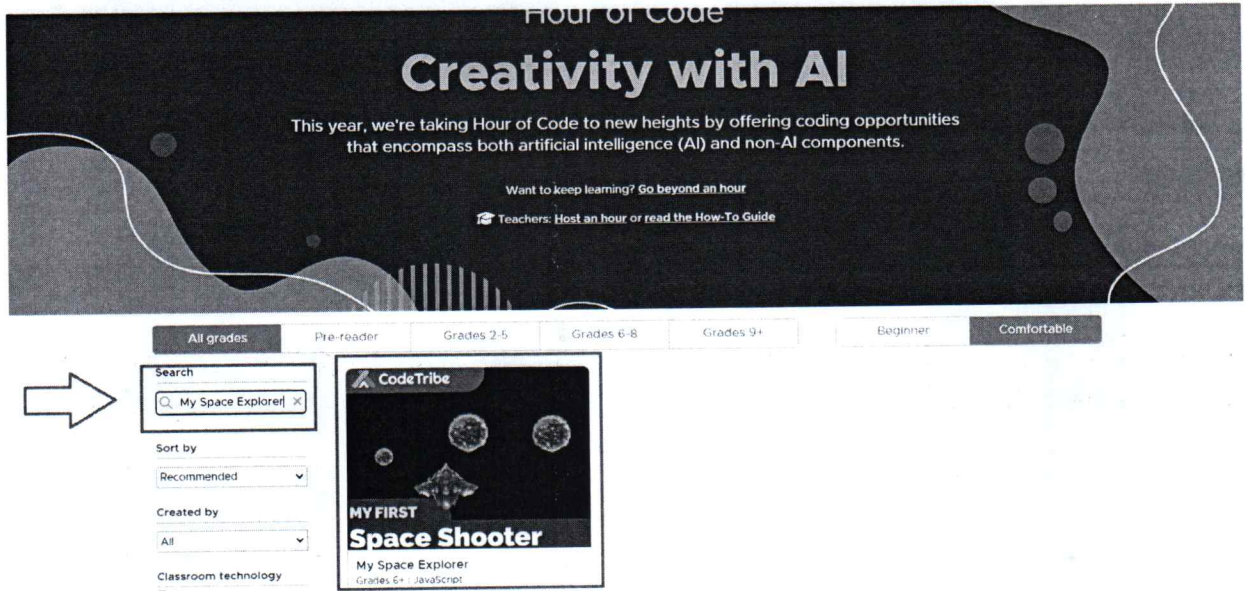 Hour of Code
Creativity with AI
This year, we're taking Hour of Code to new heights by offering coding opportunities
that encompass both artificial intelligence (AI) and non-AI components.
Want to keep learning? Go beyond an hour
Teachers: Host an hour or read the How-To Guide
All grades
Pre-reader
Grades 2-5
Grades 6-8
Grades 9+
Beginner
Comfortable
Search
My Space Explorer
Sort by
Recommended
Created by
All
Classroom technology
CodeTribe
MY FIRST
Space Shooter
My Space Explorer
Grades 6+ | JavaScript